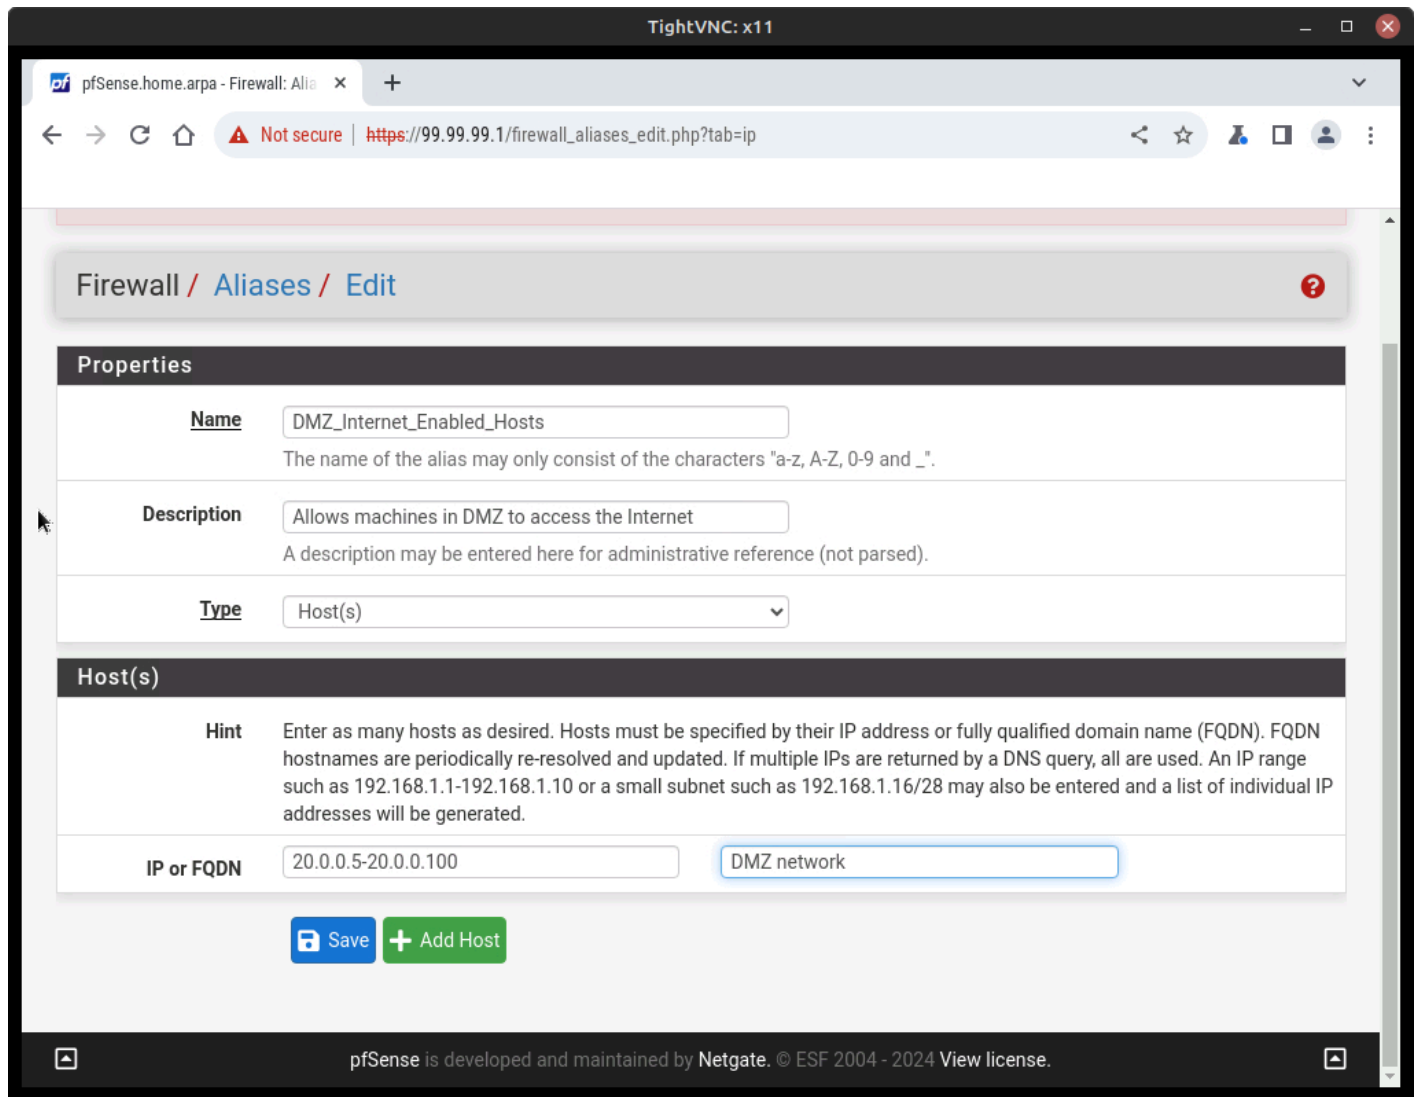 TightVNC: x11
pf pfSense.home.arpa - Firewall: Alia
Not secure https://99.99.99.1/firewall_aliases_edit.php?tab=ip
Firewall / Aliases / Edit
Properties
Name
DMZ_Internet_Enabled_Hosts
The name of the alias may only consist of the characters "a-z, A-Z, 0-9 and _".
Description
Allows machines in DMZ to access the Internet
A description may be entered here for administrative reference (not parsed).
Type
Host(s)
Host(s)
Hint
Enter as many hosts as desired. Hosts must be specified by their IP address or fully qualified domain name (FQDN). FQDN
hostnames are periodically re-resolved and updated. If multiple IPs are returned by a DNS query, all are used. An IP range
such as 192.168.1.1-192.168.1.10 or a small subnet such as 192.168.1.16/28 may also be entered and a list of individual IP
addresses will be generated.
IP or FQDN
20.0.0.5-20.0.0.100
DMZ network
Save
Add Host
pfSense is developed and maintained by Netgate. © ESF 2004 - 2024 View license.